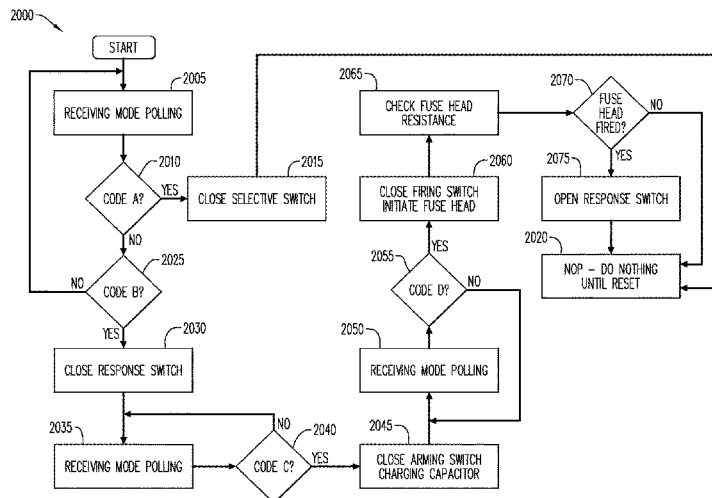 2000
START
2005
RECEIVING MODE POLLING
2010
CODE A?
YES
NO
2015
CLOSE SELECTIVE SWITCH
2025
CODE B?
NO
YES
2030
CLOSE RESPONSE SWITCH
2035
RECEIVING MODE POLLING
2040
CODE C?
NO
YES
2045
CLOSE ARMING SWITCH
CHARGING CAPACITOR
2050
RECEIVING MODE POLLING
2055
CODE D?
NO
YES
2060
CLOSE FIRING SWITCH
INITIATE FUSE HEAD
2065
CHECK FUSE HEAD
RESISTANCE
2070
FUSE
HEAD
FIRED?
NO
YES
2075
OPEN RESPONSE SWITCH
2020
NOP – DO NOTHING
UNTIL RESET